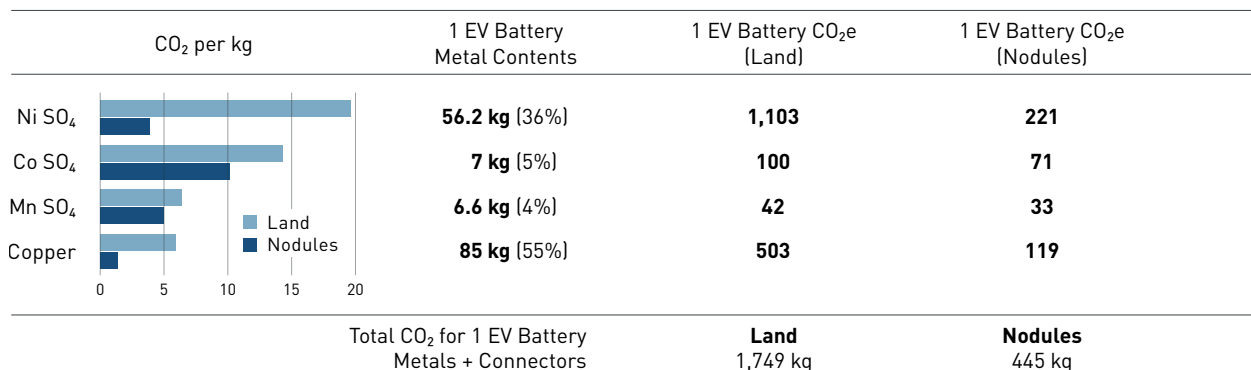 CO₂ per kg
1 EV Battery
Metal Contents
1 EV Battery CO₂e
(Land)
1 EV Battery CO₂e
(Nodules)
Ni SO₄
56.2 kg (36%)
1,103
221
Co SO₄
7 kg (5%)
100
71
Mn SO₄
6.6 kg (4%)
42
33
Land
Nodules
Copper
85 kg (55%)
503
119
0 5 10 15 20
Total CO₂ for 1 EV Battery
Metals + Connectors
Land
1,749 kg
Nodules
445 kg